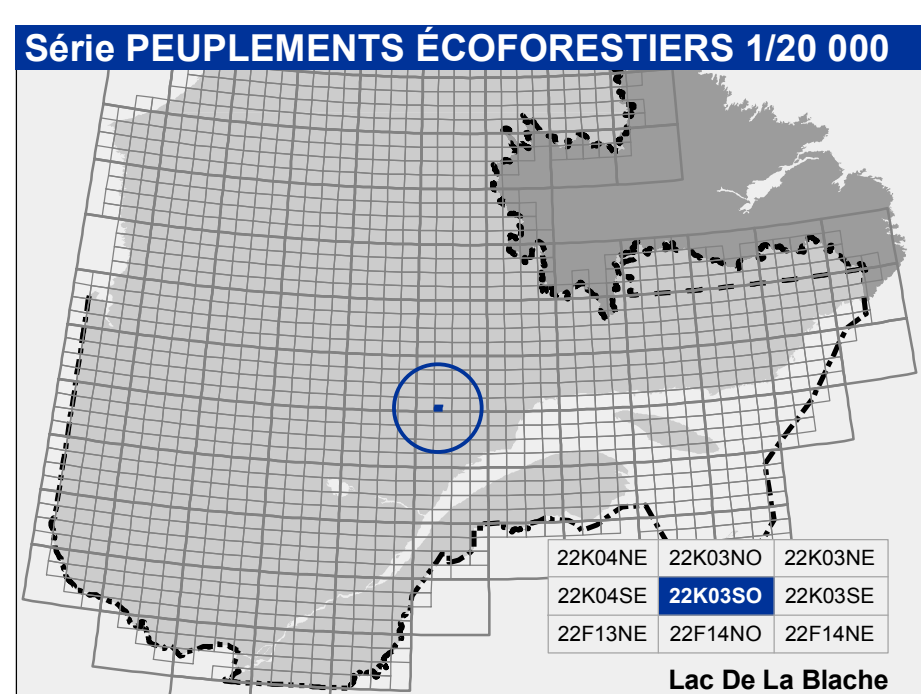 Série PEUPLEMENTS ÉCOFORESTIERS 1/20 000
22K04NE 22K03NO 22K03NE
22K04SE 22K03SO 22K03SE
22F13NE 22F14NO 22F14NE
Lac De La Blache